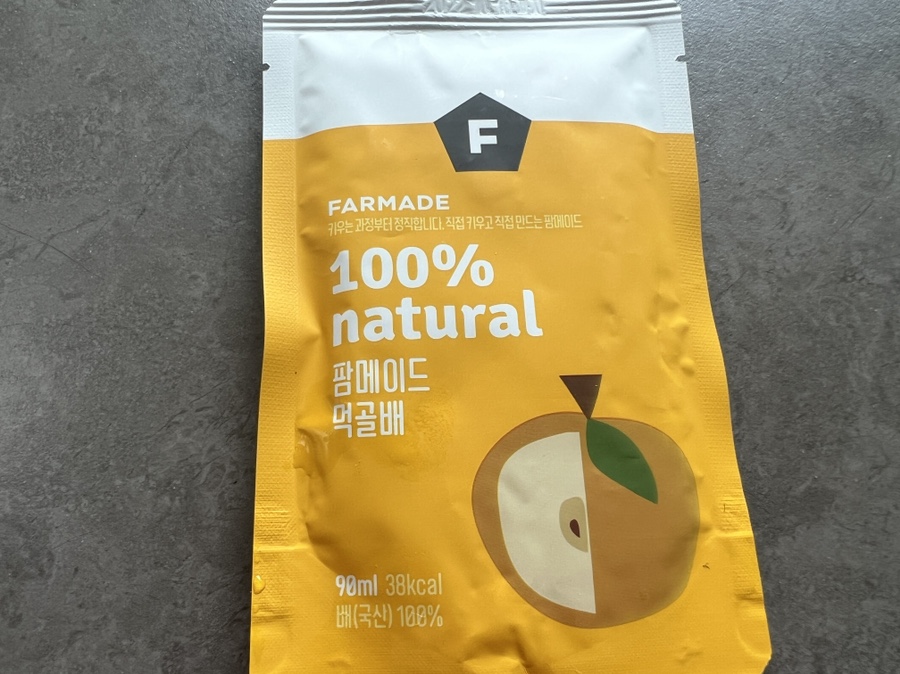 F
FARMADE
키우는 과정부터 정직합니다. 직접 키우고 직접 만드는 팜메이드
100%
natural
팜메이드
먹골배
90ml 38kcal
배(국산) 100%